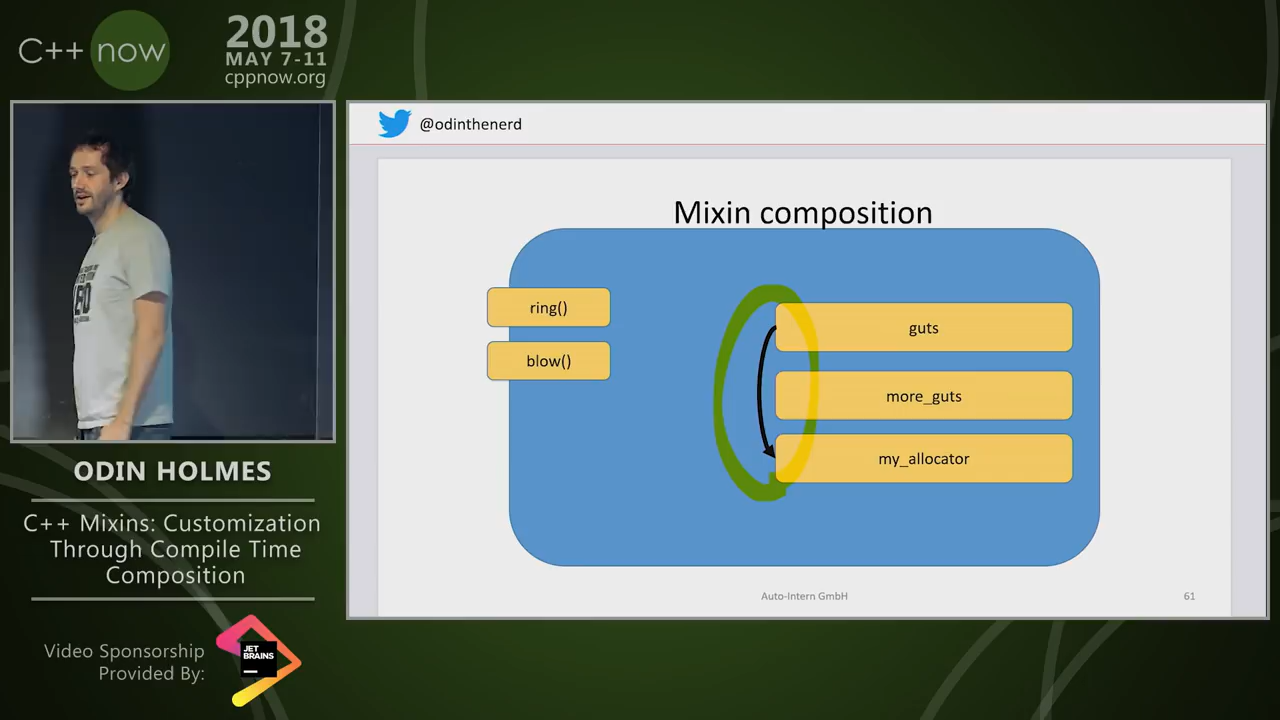 C++ now
2018
MAY 7-11
cppnow.org
@odinthenerd
Mixin composition
ring()
blow()
guts
more_guts
my_allocator
Auto-Intern GmbH
61
ODIN HOLMES
C++ Mixins: Customization
Through Compile Time
Composition
Video Sponsorship
Provided By:
JET
BRAINS